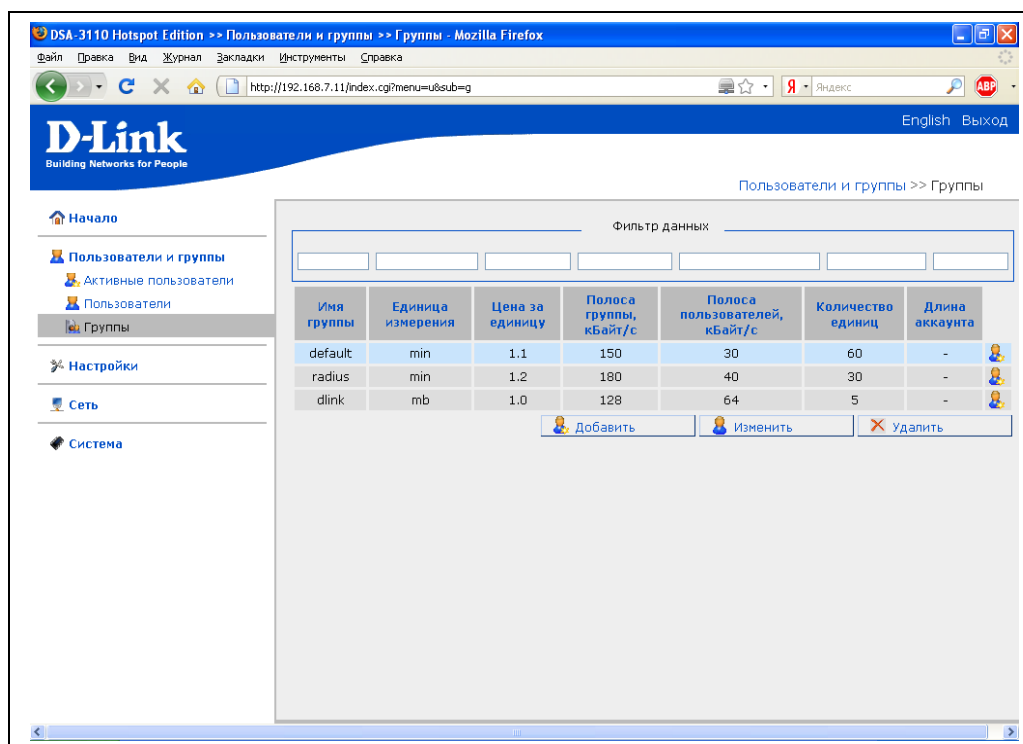 DSA-3110 Hotspot Edition >> Пользователи и группы >> Группы - Mozilla Firefox
Файл Правка Вид Журнал Закладки Инструменты Справка
http://192.168.7.11/index.cgi?menu=u&sub=g
Я Яндекс ABP
English Выход
D-Link
Building Networks for People
Пользователи и группы >> Группы
Начало
Пользователи и группы
Активные пользователи
Пользователи
Группы
Настройки
Сеть
Система
Фильтр данных
Имя группы Единица измерения Цена за единицу Полоса группы, кБайт/с Полоса пользователей, кБайт/с Количество единиц Длина аккаунта
default min 1.1 150 30 60 -
radius min 1.2 180 40 30 -
dlink mb 1.0 128 64 5 -
Добавить Изменить Удалить